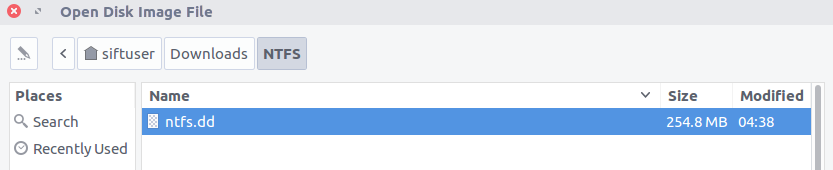 Open Disk Image File
siftuser Downloads NTFS
Places Name Size Modified
Search ntfs.dd 254.8 MB 04:38
Recently Used